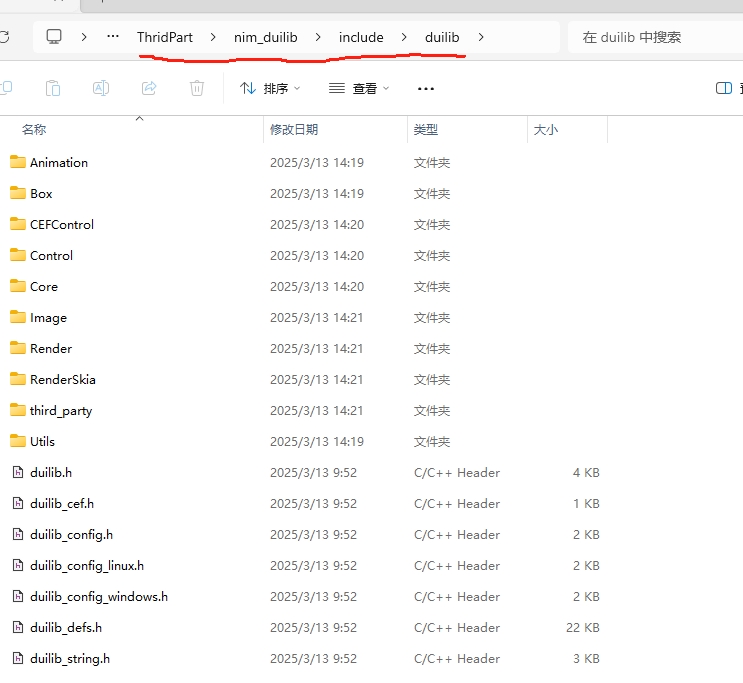 ThridPart nim_duilib include duilib 在 duilib 中搜索
排序 查看
名称 修改日期 类型 大小
Animation 2025/3/13 14:19 文件夹
Box 2025/3/13 14:19 文件夹
CEFControl 2025/3/13 14:20 文件夹
Control 2025/3/13 14:20 文件夹
Core 2025/3/13 14:20 文件夹
Image 2025/3/13 14:21 文件夹
Render 2025/3/13 14:21 文件夹
RenderSkia 2025/3/13 14:21 文件夹
third_party 2025/3/13 14:21 文件夹
Utils 2025/3/13 14:19 文件夹
duilib.h 2025/3/13 9:52 C/C++ Header 4 KB
duilib_cef.h 2025/3/13 9:52 C/C++ Header 1 KB
duilib_config.h 2025/3/13 9:52 C/C++ Header 2 KB
duilib_config_linux.h 2025/3/13 9:52 C/C++ Header 2 KB
duilib_config_windows.h 2025/3/13 9:52 C/C++ Header 2 KB
duilib_defs.h 2025/3/13 9:52 C/C++ Header 22 KB
duilib_string.h 2025/3/13 9:52 C/C++ Header 3 KB